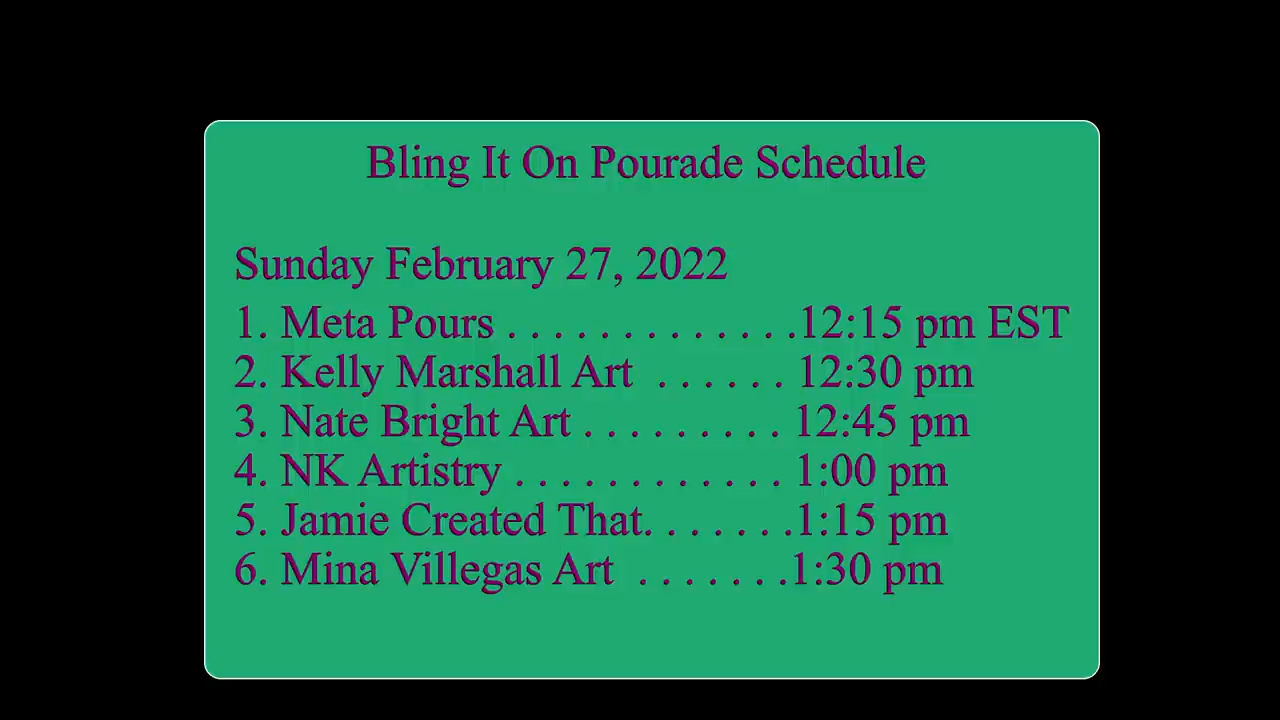 Bling It On Pourade Schedule
Sunday February 27, 2022
1. Meta Pours . . . . . . . . . . . . .12:15 pm EST
2. Kelly Marshall Art  . . . . . . 12:30 pm
3. Nate Bright Art . . . . . . . . . 12:45 pm
4. NK Artistry . . . . . . . . . . . . 1:00 pm
5. Jamie Created That. . . . . . .1:15 pm
6. Mina Villegas Art  . . . . . . .1:30 pm